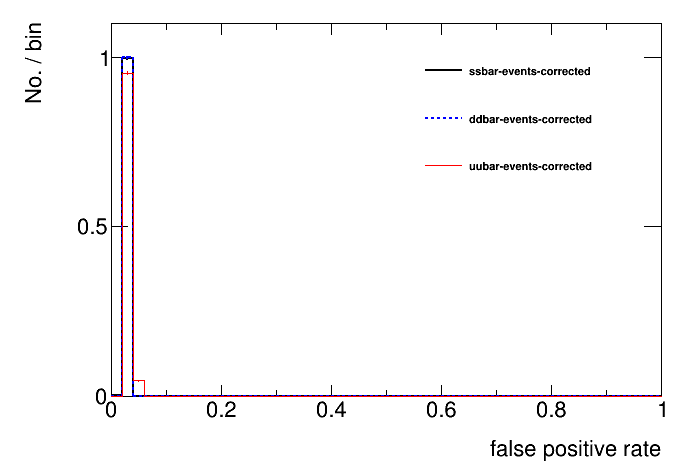 No. / bin
1
0.5
0
ssbar-events-corrected
ddbar-events-corrected
uubar-events-corrected
0 0.2 0.4 0.6 0.8 1
false positive rate